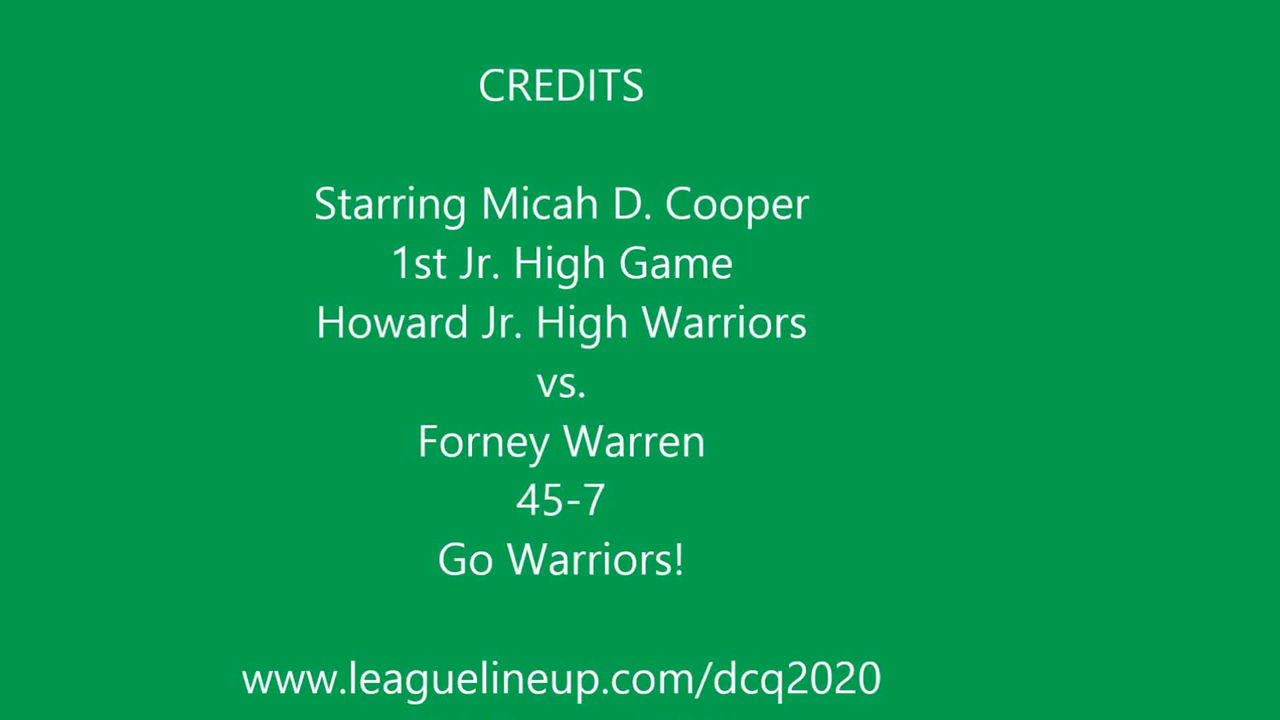 CREDITS
Starring Micah D. Cooper
1st Jr. High Game
Howard Jr. High Warriors
vs.
Forney Warren
45-7
Go Warriors!
www.leaguelineup.com/dcq2020